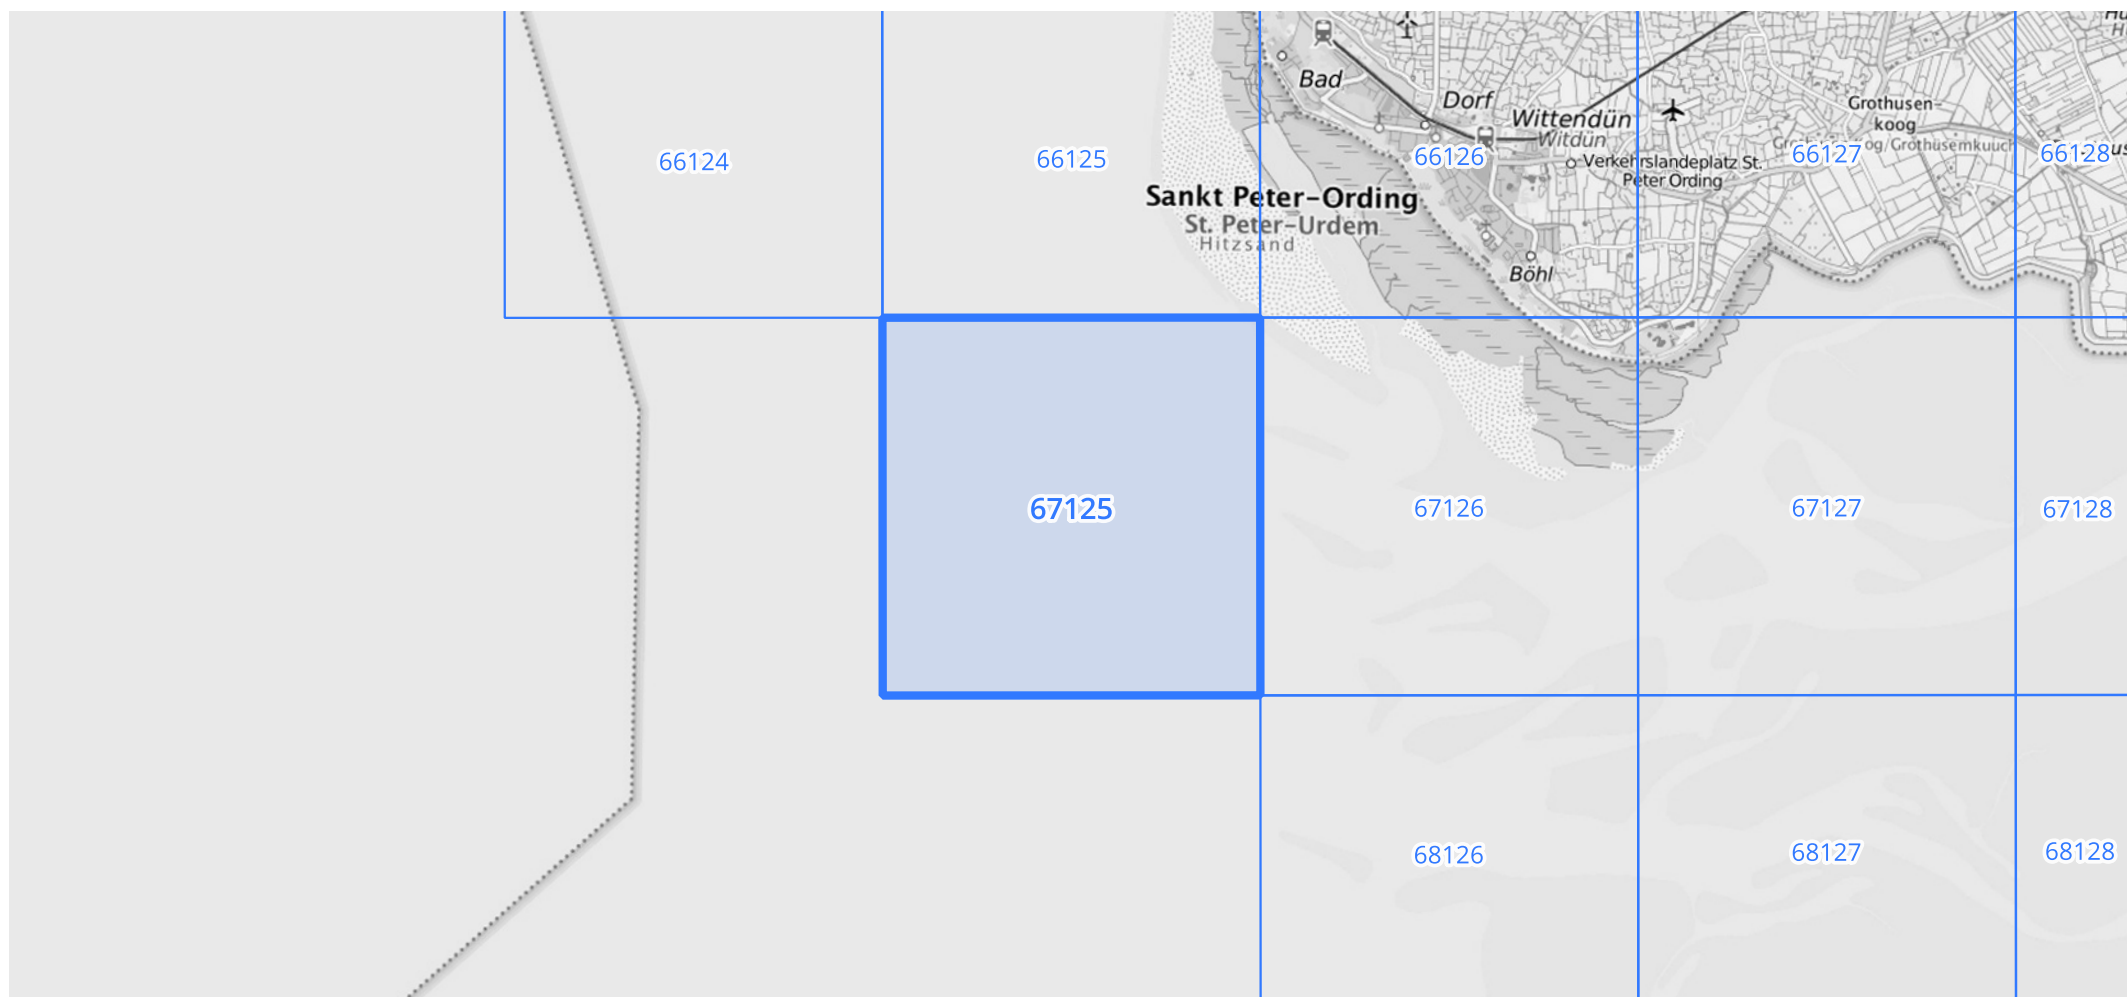 Bad
Dorf
Wittendün
Witdün
Grothusen-
koog
66124
66125
66126
66127
66128
Verkehrslandeplatz St.
Peter Ording
Sankt Peter-Ording
St. Peter-Urdem
Hitzsand
Böhl
67125
67126
67127
67128
68126
68127
68128